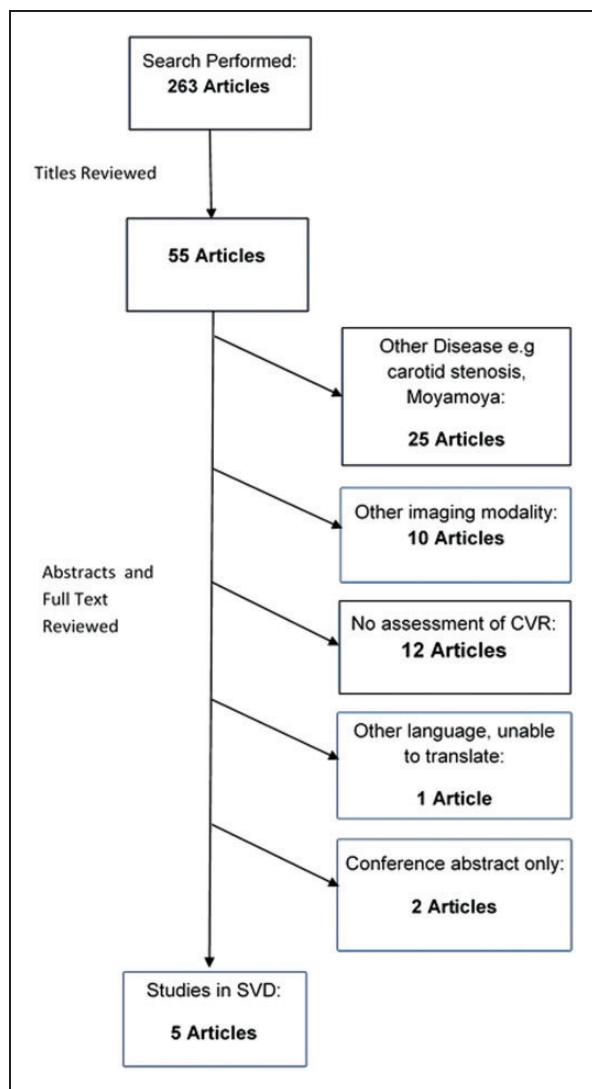 Search Performed:
263 Articles
Titles Reviewed
55 Articles
Other Disease e.g
carotid stenosis,
Moyamoya:
25 Articles
Other imaging modality:
10 Articles
Abstracts and
Full Text
Reviewed
No assessment of CVR:
12 Articles
Other language, unable
to translate:
1 Article
Conference abstract only:
2 Articles
Studies in SVD:
5 Articles